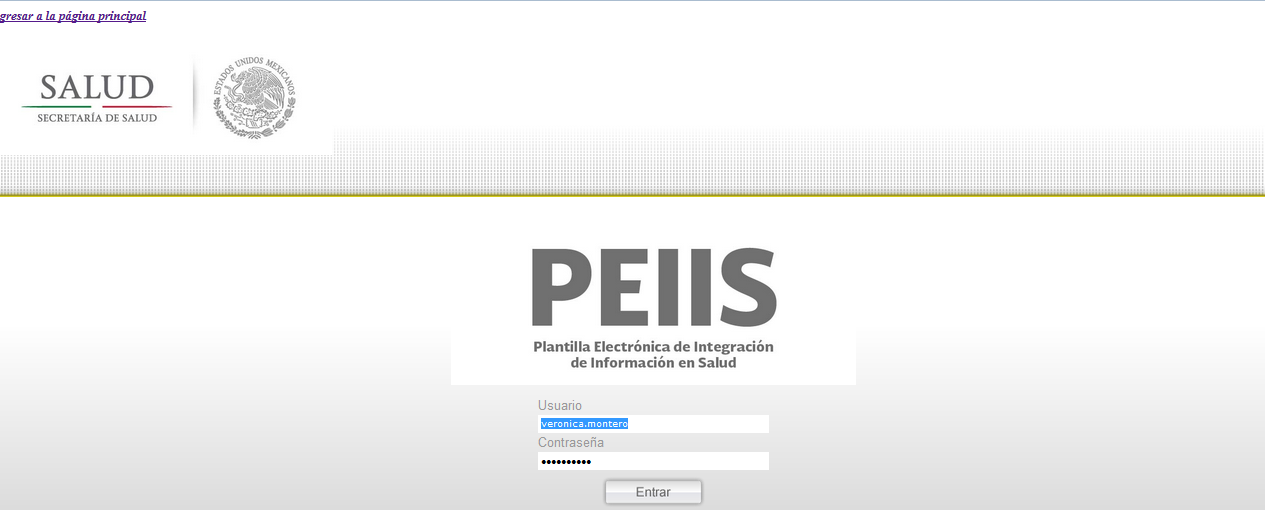 gresar a la página principal
SALUD
SECRETARÍA DE SALUD
ESTADOS UNIDOS MEXICANOS
PEIIS
Plantilla Electrónica de Integración
de Información en Salud
Usuario
veronica.montero
Contraseña
••••••••••
Entrar